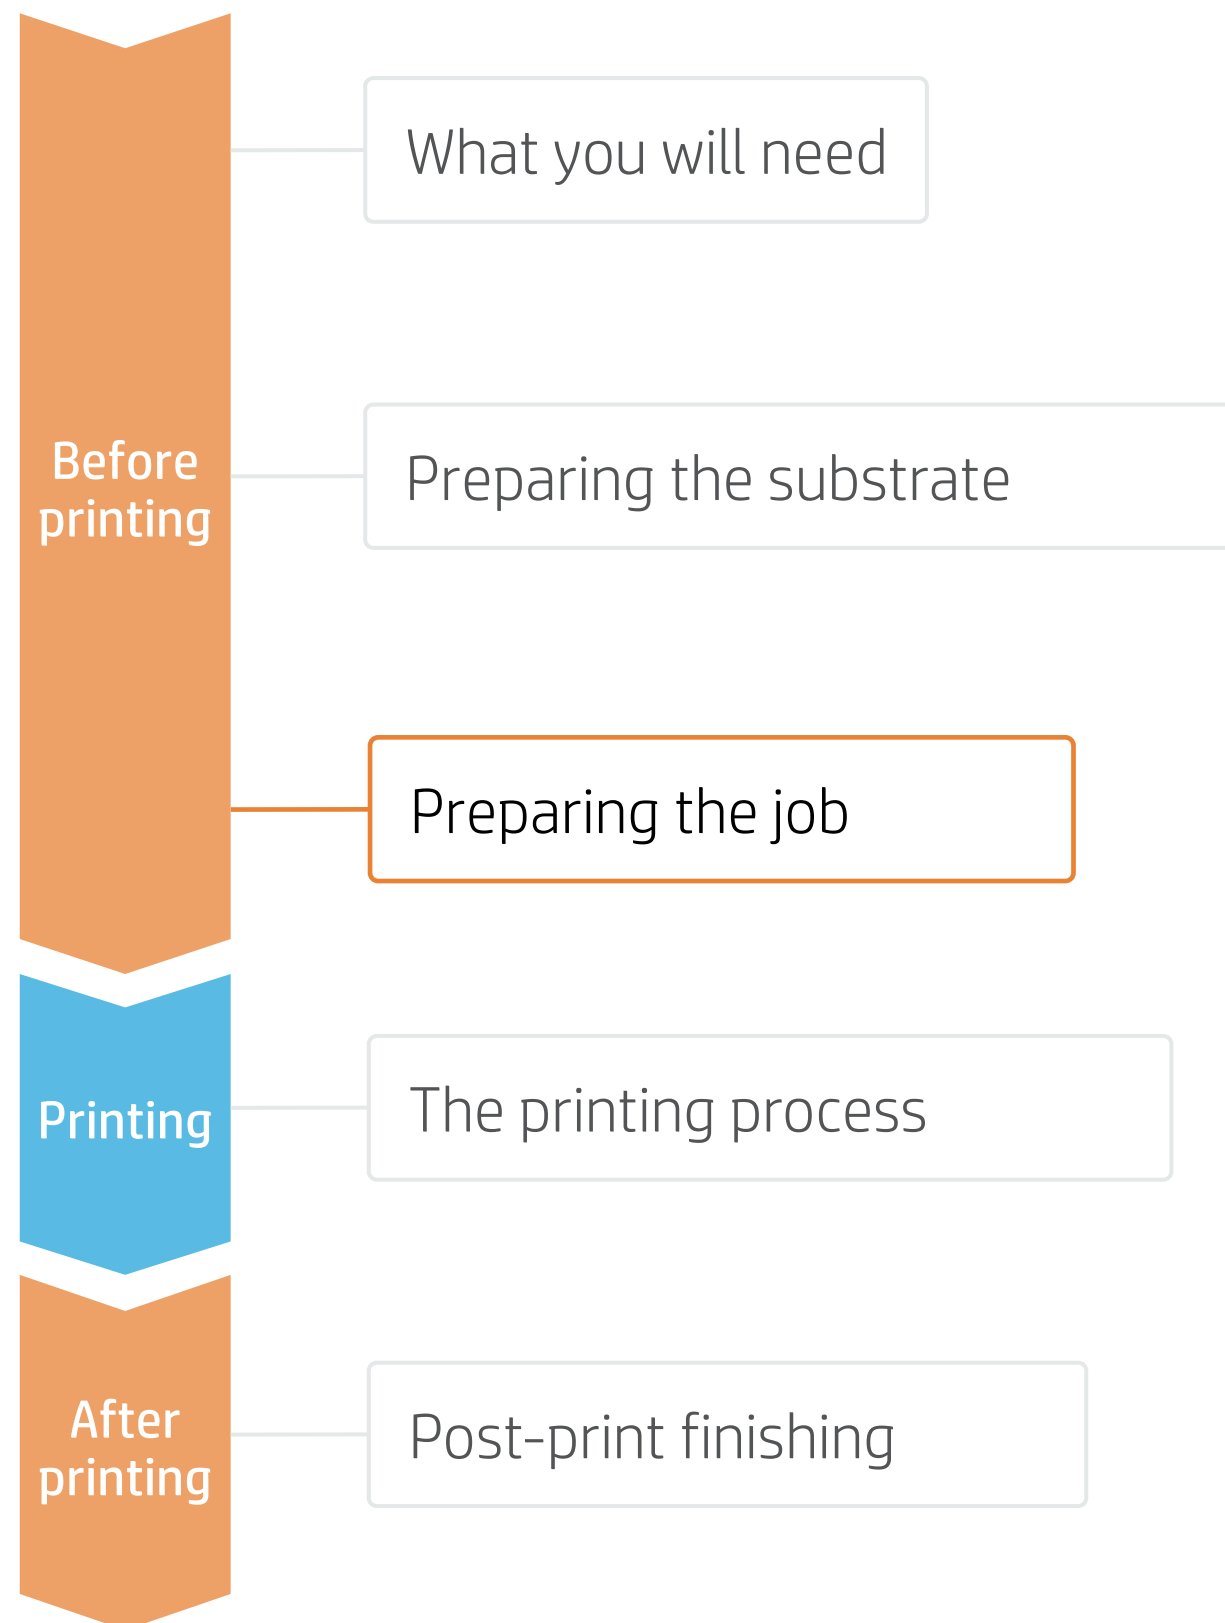 What you will need
Before
printing
Preparing the substrate
Preparing the job
Printing
The printing process
After
printing
Post-print finishing